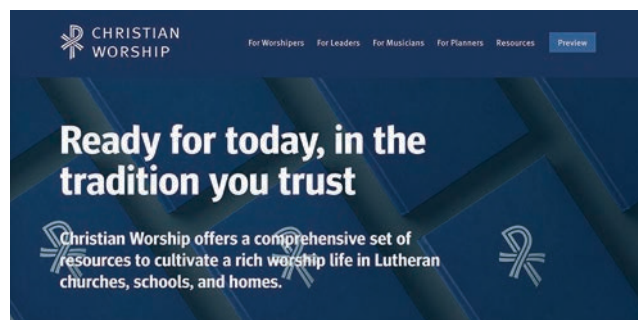 CHRISTIAN
WORSHIP
For Worshipers For Leaders For Musicians For Planners Resources Preview
Ready for today, in the
tradition you trust
Christian Worship offers a comprehensive set of
resources to cultivate a rich worship life in Lutheran
churches, schools, and homes.